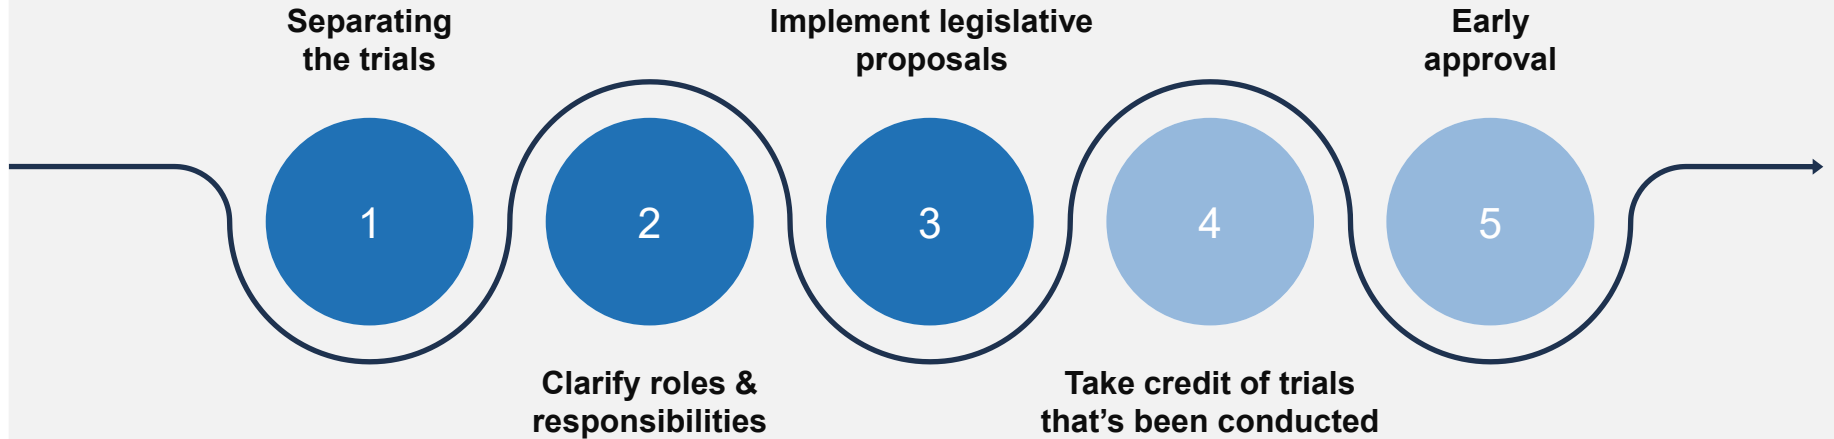 Separating
the trials
1
Clarify roles &
responsibilities
2
Implement legislative
proposals
3
Take credit of trials
that's been conducted
4
Early
approval
5